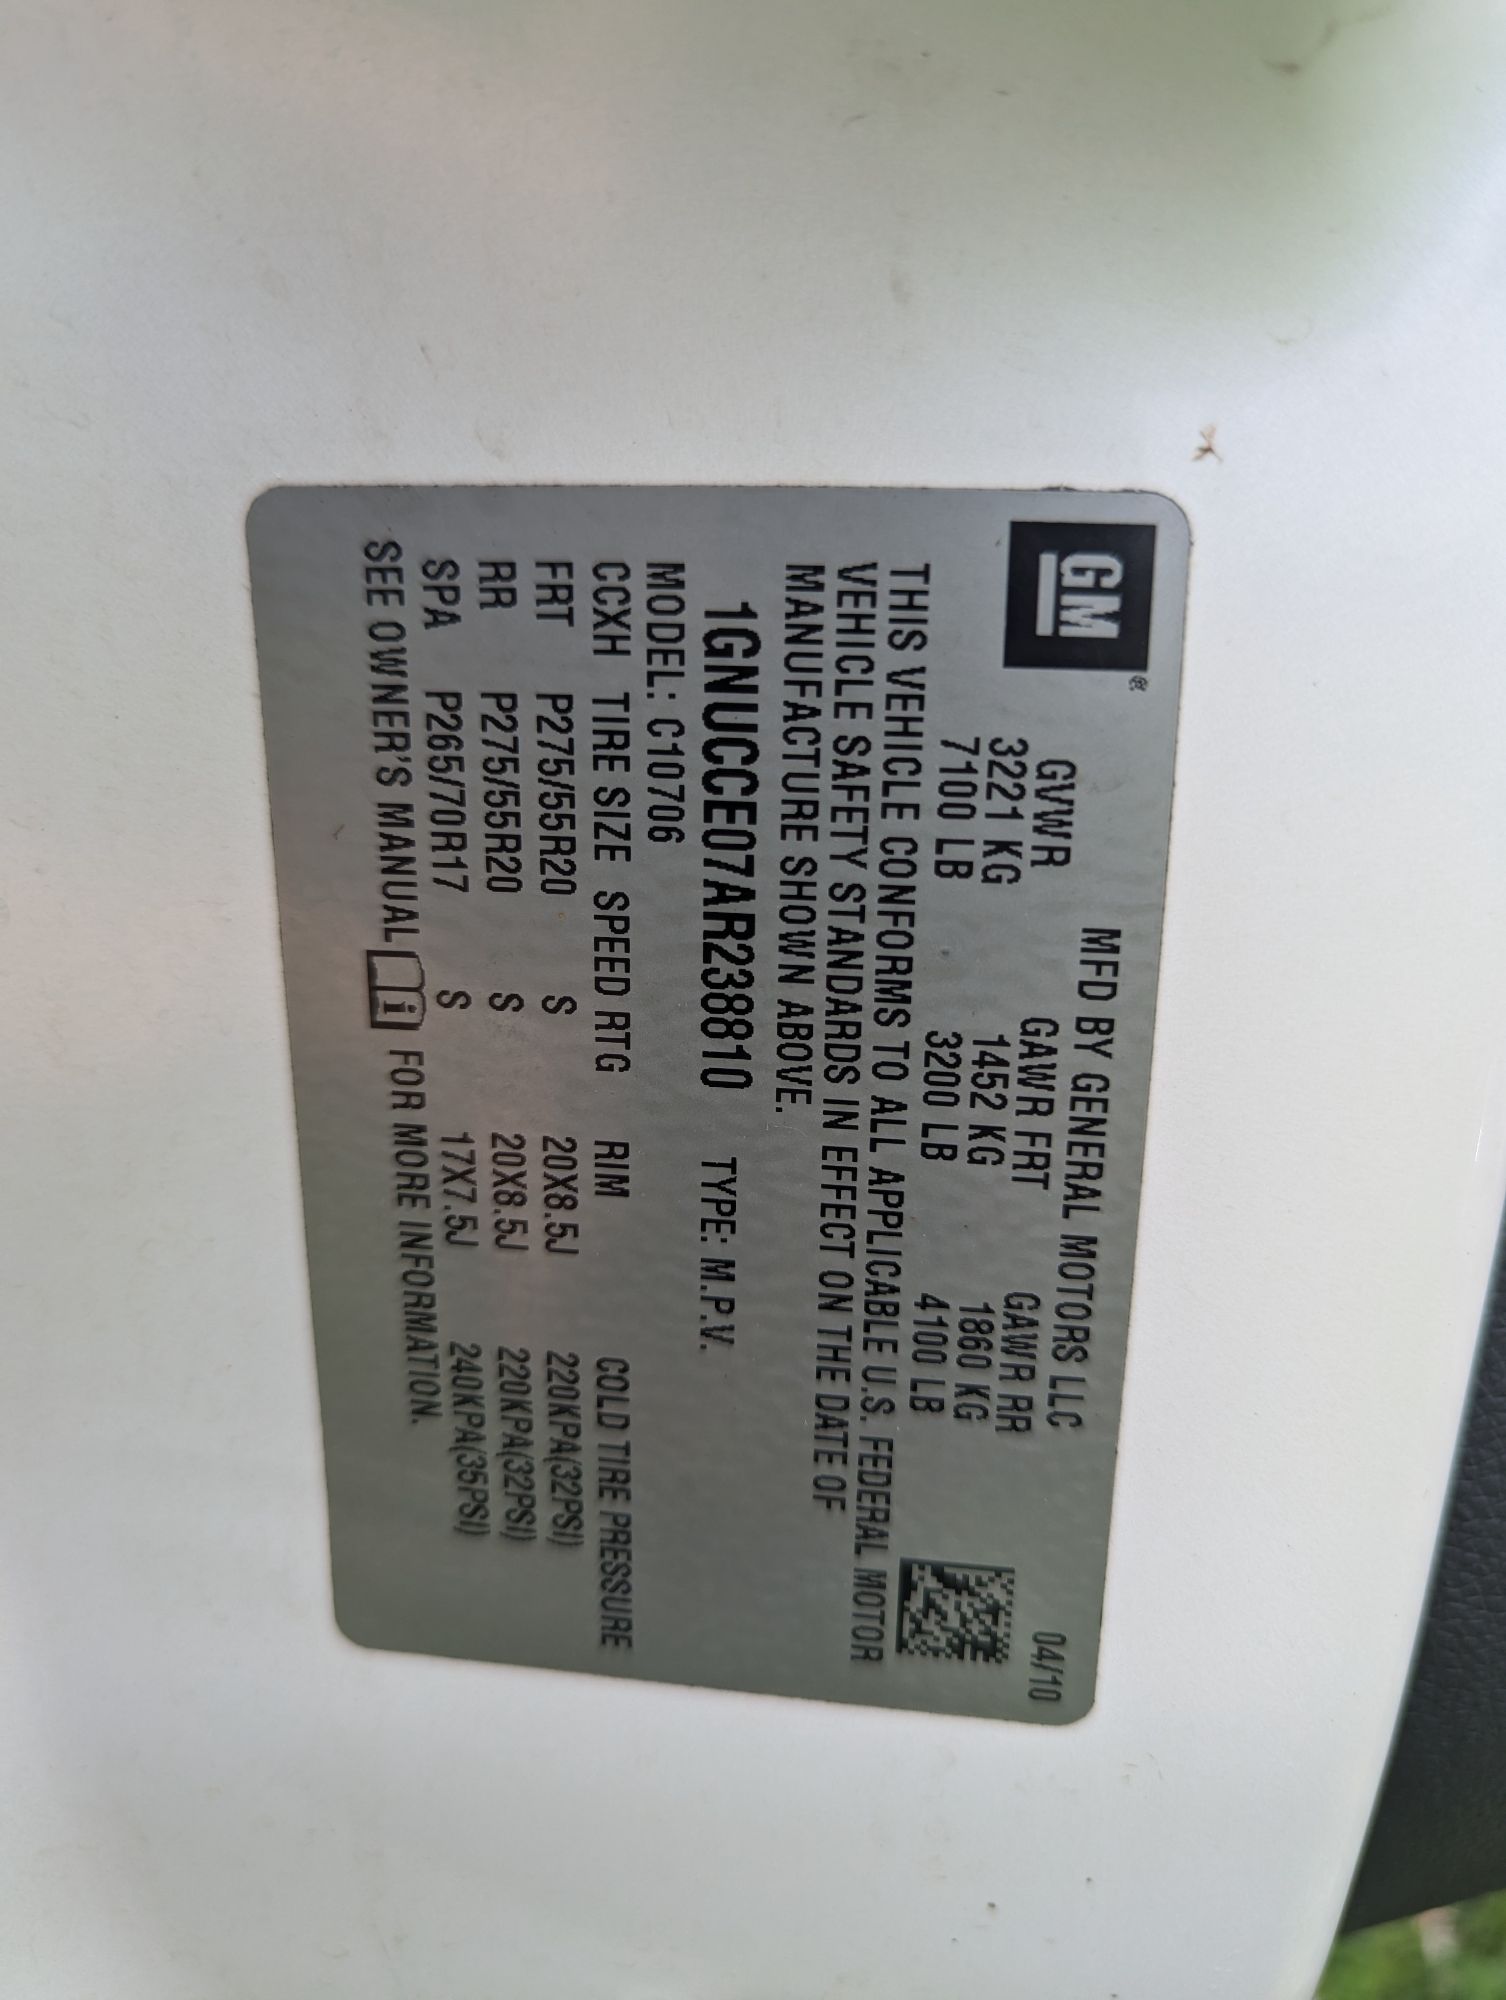 GM®
MFD BY GENERAL MOTORS LLC 04/10
GVWR GAWR FRT GAWR RR
3221 KG 1452 KG 1860 KG
7100 LB 3200 LB 4100 LB
THIS VEHICLE CONFORMS TO ALL APPLICABLE U.S. FEDERAL MOTOR
VEHICLE SAFETY STANDARDS IN EFFECT ON THE DATE OF
MANUFACTURE SHOWN ABOVE.
1GNUCCE07AR238810 TYPE: M.P.V.
MODEL: C10706
CCXH TIRE SIZE SPEED RTG RIM COLD TIRE PRESSURE
FRT P275/55R20 S 20X8.5J 220KPA(32PSI)
RR P275/55R20 S 20X8.5J 220KPA(32PSI)
SPA P265/70R17 S 17X7.5J 240KPA(35PSI)
SEE OWNER'S MANUAL i FOR MORE INFORMATION.